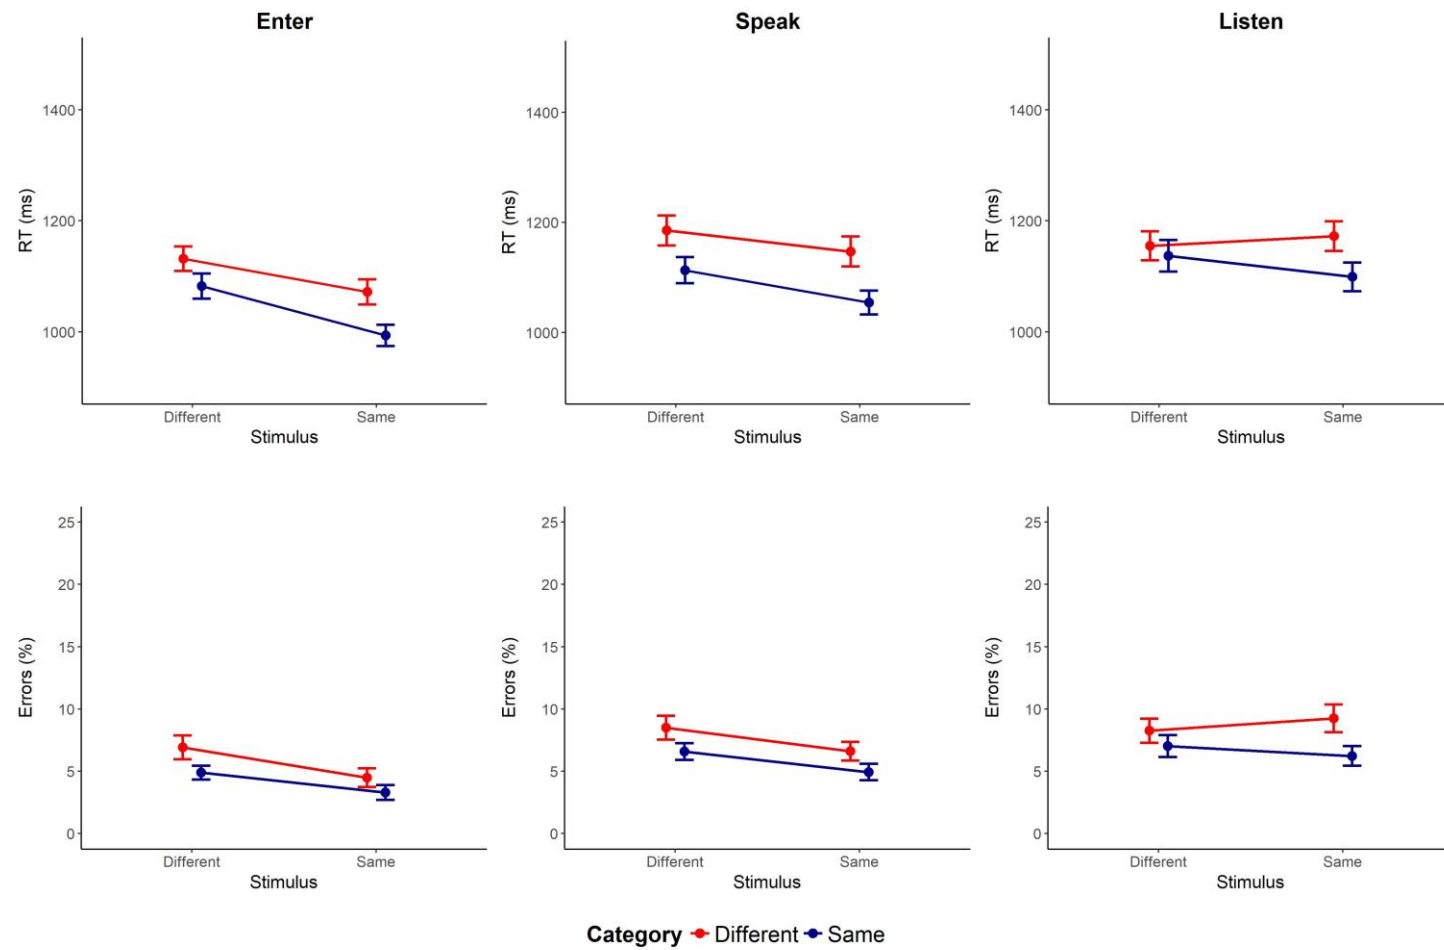 Enter
Speak
Listen
RT (ms)
1400
1200
1000
Different Same
Stimulus
RT (ms)
1400
1200
1000
Different Same
Stimulus
RT (ms)
1400
1200
1000
Different Same
Stimulus
Errors (%)
25
20
15
10
5
0
Different Same
Stimulus
Errors (%)
25
20
15
10
5
0
Different Same
Stimulus
Errors (%)
25
20
15
10
5
0
Different Same
Stimulus
Category Different Same